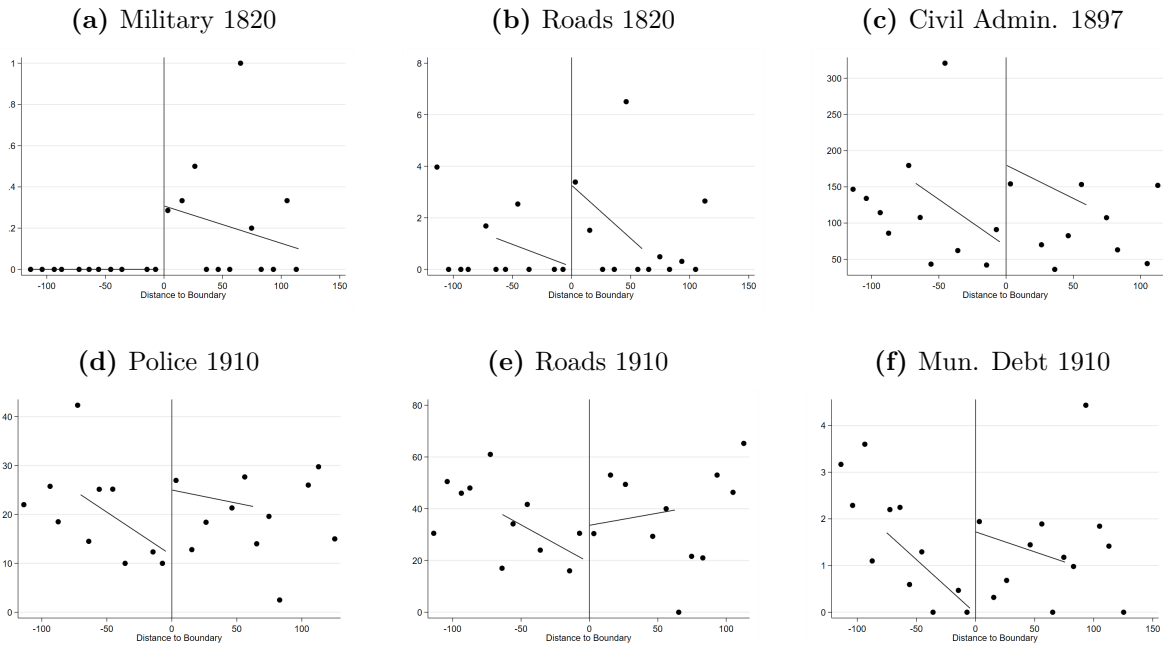 (a) Military 1820
(b) Roads 1820
(c) Civil Admin. 1897
1
.8
.6
.4
.2
0
-100 -50 0 50 100 150
Distance to Boundary
8
6
4
2
0
-100 -50 0 50 100 150
Distance to Boundary
300
250
200
150
100
50
-100 -50 0 50 100
Distance to Boundary
(d) Police 1910
(e) Roads 1910
(f) Mun. Debt 1910
40
30
20
10
0
-100 -50 0 50 100
Distance to Boundary
80
60
40
20
0
-100 -50 0 50 100
Distance to Boundary
4
3
2
1
0
-100 -50 0 50 100 150
Distance to Boundary